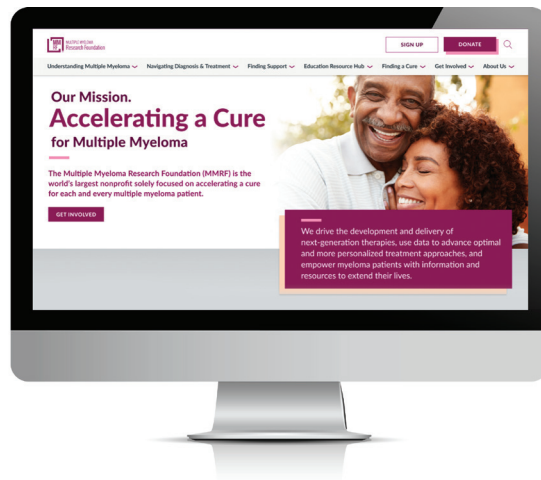 MMRF
MULTIPLE MYELOMA
Research Foundation
SIGN UP
DONATE
Understanding Multiple Myeloma
Navigating Diagnosis & Treatment
Finding Support
Education Resource Hub
Finding a Cure
Get Involved
About Us
Our Mission.
Accelerating a Cure
for Multiple Myeloma
The Multiple Myeloma Research Foundation (MMRF) is the
world's largest nonprofit solely focused on accelerating a cure
for each and every multiple myeloma patient.
GET INVOLVED
We drive the development and delivery of
next-generation therapies, use data to advance optimal
and more personalized treatment approaches, and
empower myeloma patients with information and
resources to extend their lives.